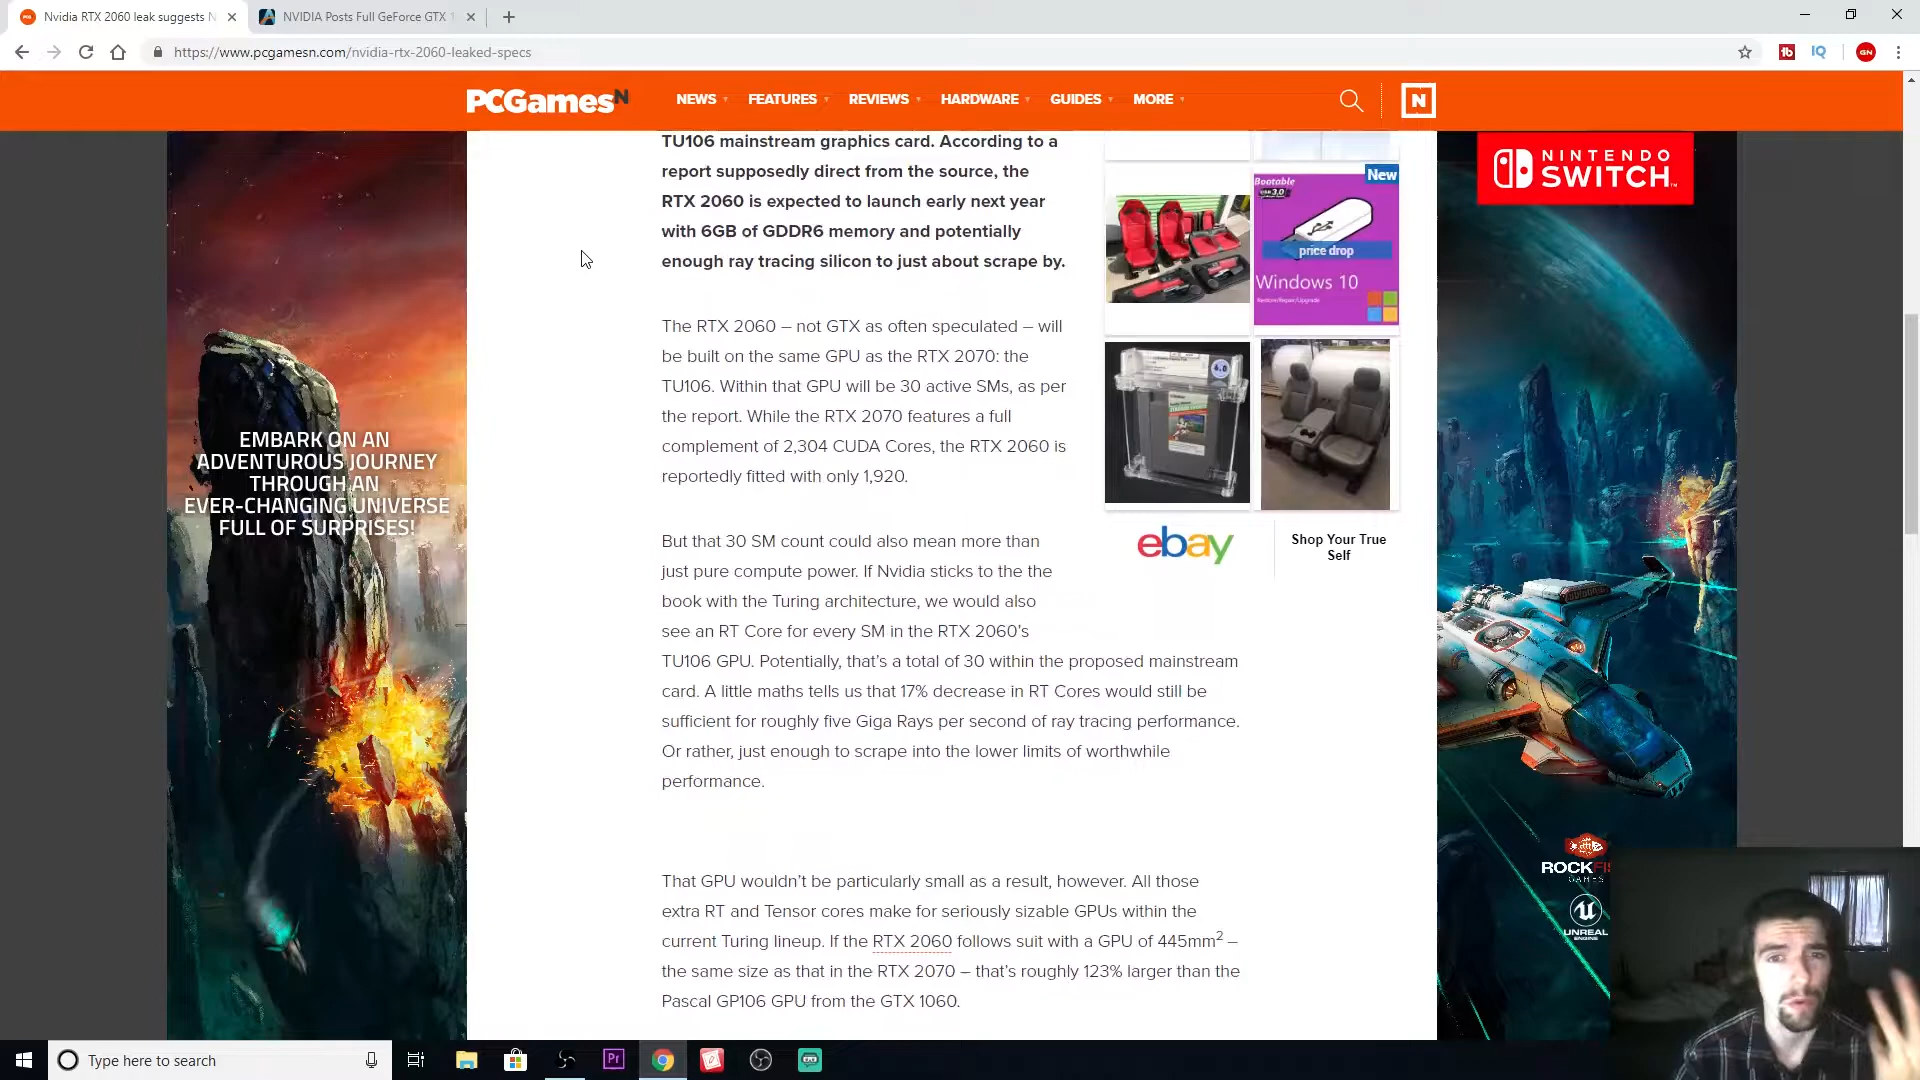 Nvidia RTX 2060 leak suggests N
NVIDIA Posts Full GeForce GTX 1
https://www.pcgamesn.com/nvidia-rtx-2060-leaked-specs
tb
IQ
GN
PCGamesN
NEWS
FEATURES
REVIEWS
HARDWARE
GUIDES
MORE
N
TU106 mainstream graphics card. According to a
report supposedly direct from the source, the
RTX 2060 is expected to launch early next year
with 6GB of GDDR6 memory and potentially
enough ray tracing silicon to just about scrape by.
The RTX 2060 – not GTX as often speculated – will
be built on the same GPU as the RTX 2070: the
TU106. Within that GPU will be 30 active SMs, as per
the report. While the RTX 2070 features a full
complement of 2,304 CUDA Cores, the RTX 2060 is
reportedly fitted with only 1,920.
But that 30 SM count could also mean more than
just pure compute power. If Nvidia sticks to the the
book with the Turing architecture, we would also
see an RT Core for every SM in the RTX 2060's
TU106 GPU. Potentially, that's a total of 30 within the proposed mainstream
card. A little maths tells us that 17% decrease in RT Cores would still be
sufficient for roughly five Giga Rays per second of ray tracing performance.
Or rather, just enough to scrape into the lower limits of worthwhile
performance.
That GPU wouldn't be particularly small as a result, however. All those
extra RT and Tensor cores make for seriously sizable GPUs within the
current Turing lineup. If the RTX 2060 follows suit with a GPU of 445mm2 –
the same size as that in the RTX 2070 – that's roughly 123% larger than the
Pascal GP106 GPU from the GTX 1060.
New
Bootable
USB 3.0
price drop
Windows 10
ebay
Shop Your True
Self
EMBARK ON AN
ADVENTUROUS JOURNEY
THROUGH AN
EVER-CHANGING UNIVERSE
FULL OF SURPRISES!
NINTENDO
SWITCH
ROCKFIS
GAMES
UNREAL
ENGINE
Type here to search
Pr